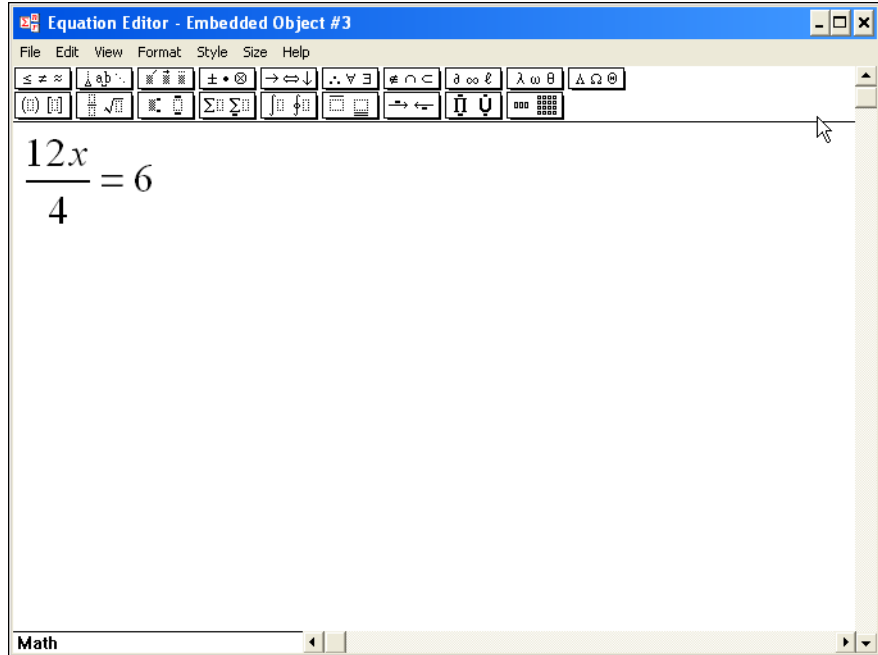 Equation Editor - Embedded Object #3
File Edit View Format Style Size Help
≤ ≠ ≈ ± • ⊗ → ⇔ ↓ ∴ ∀ ∃ ∉ ∩ ⊂ ∂ ∞ ℓ λ ω θ Λ Ω Θ
12x
4
= 6
Math